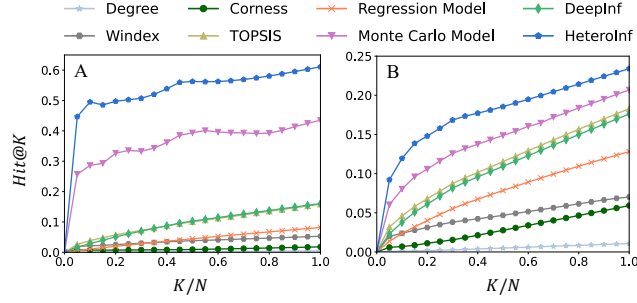 Degree Corness Regression Model DeepInf
Windex TOPSIS Monte Carlo Model HeteroInf
A
B
Hit@K
0.6
0.5
0.4
0.3
0.2
0.1
0.0
0.0 0.2 0.4 0.6 0.8 1.0
K/N
0.25
0.20
0.15
0.10
0.05
0.00
0.0 0.2 0.4 0.6 0.8 1.0
K/N